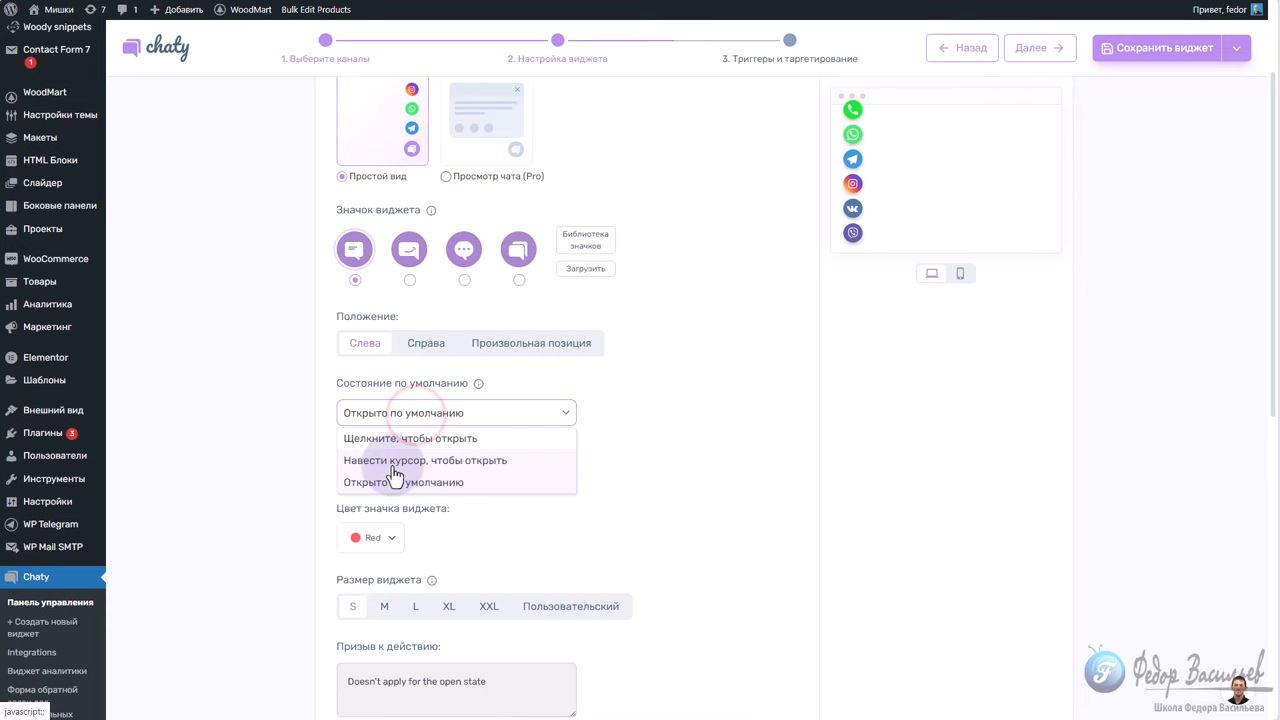 Мои Сайты
Обновить
1
Добавить
WoodMart
Bulk Edit Products
Привет, fedor
Woody snippets
Contact Form 7
1
WooDMart
Настройки темы
Макеты
HTML Блоки
Слайдер
Боковые панели
Проекты
WooCommerce
Товары
Аналитика
Маркетинг
Elementor
Шаблоны
Внешний вид
Плагины 3
Пользователи
Инструменты
Настройки
WP Telegram
WP Mail SMTP
Chaty
Панель управления
+ Создать новый
виджет
Integrations
Виджет аналитики
Форма обратной
javascript:;
chaty
1. Выберите каналы
2. Настройка виджета
3. Триггеры и таргетирование
Назад
Далее
Сохранить виджет
Простой вид
Просмотр чата (Pro)
Значок виджета
Библиотека
значков
Загрузить
Положение:
Слева
Справа
Произвольная позиция
Состояние по умолчанию
Открыто по умолчанию
Щелкните, чтобы открыть
Навести курсор, чтобы открыть
Открыто по умолчанию
Цвет значка виджета:
Red
Размер виджета
S
M
L
XL
XXL
Пользовательский
Призыв к действию:
Doesn't apply for the open state
Федор Васильев
Школа Федора Васильева